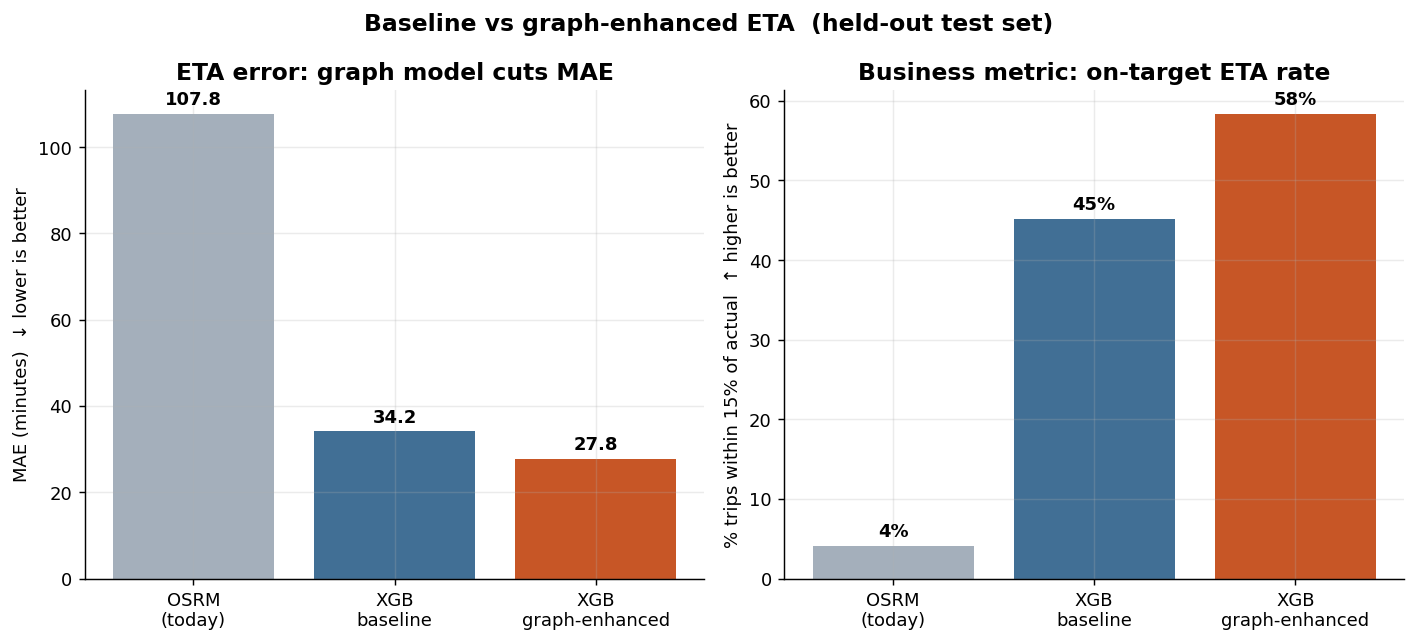 Baseline vs graph-enhanced ETA (held-out test set)
ETA error: graph model cuts MAE
MAE (minutes) ↓ lower is better
100
80
60
40
20
0
107.8
34.2
27.8
OSRM
(today)
XGB
baseline
XGB
graph-enhanced
Business metric: on-target ETA rate
% trips within 15% of actual ↑ higher is better
60
50
40
30
20
10
0
4%
45%
58%
OSRM
(today)
XGB
baseline
XGB
graph-enhanced